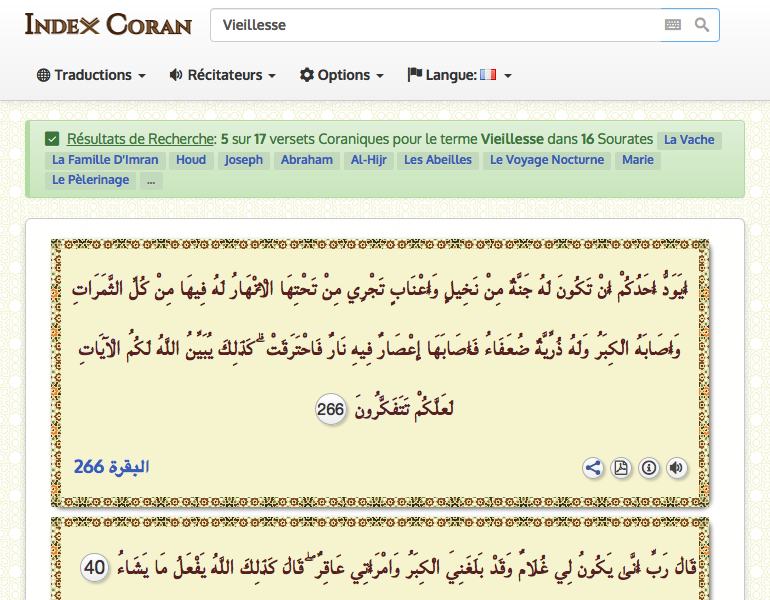 INDEX CORAN
Vieillesse
Traductions
Récitateurs
Options
Langue:
Résultats de Recherche: 5 sur 17 versets Coraniques pour le terme Vieillesse dans 16 Sourates La Vache
La Famille D'Imran Houd Joseph Abraham Al-Hijr Les Abeilles Le Voyage Nocturne Marie
Le Pèlerinage ...
أَيَوَدُّ أَحَدُكُمْ أَنْ تَكُونَ لَهُ جَنَّةٌ مِنْ نَخِيلٍ وَأَعْنَابٍ تَجْرِي مِنْ تَحْتِهَا الْأَنْهَارُ لَهُ فِيهَا مِنْ كُلِّ الثَّمَرَاتِ
وَأَصَابَهُ الْكِبَرُ وَلَهُ ذُرِّيَّةٌ ضُعَفَاءُ فَأَصَابَهَا إِعْصَارٌ فِيهِ نَارٌ فَاحْتَرَقَتْ ۗ كَذَٰلِكَ يُبَيِّنُ اللَّهُ لَكُمُ الْآيَاتِ
لَعَلَّكُمْ تَتَفَكَّرُونَ 266
البقرة 266
قَالَ رَبِّ أَنَّىٰ يَكُونُ لِي غُلَامٌ وَقَدْ بَلَغَنِيَ الْكِبَرُ وَامْرَأَتِي عَاقِرٌ ۖ قَالَ كَذَٰلِكَ اللَّهُ يَفْعَلُ مَا يَشَاءُ 40